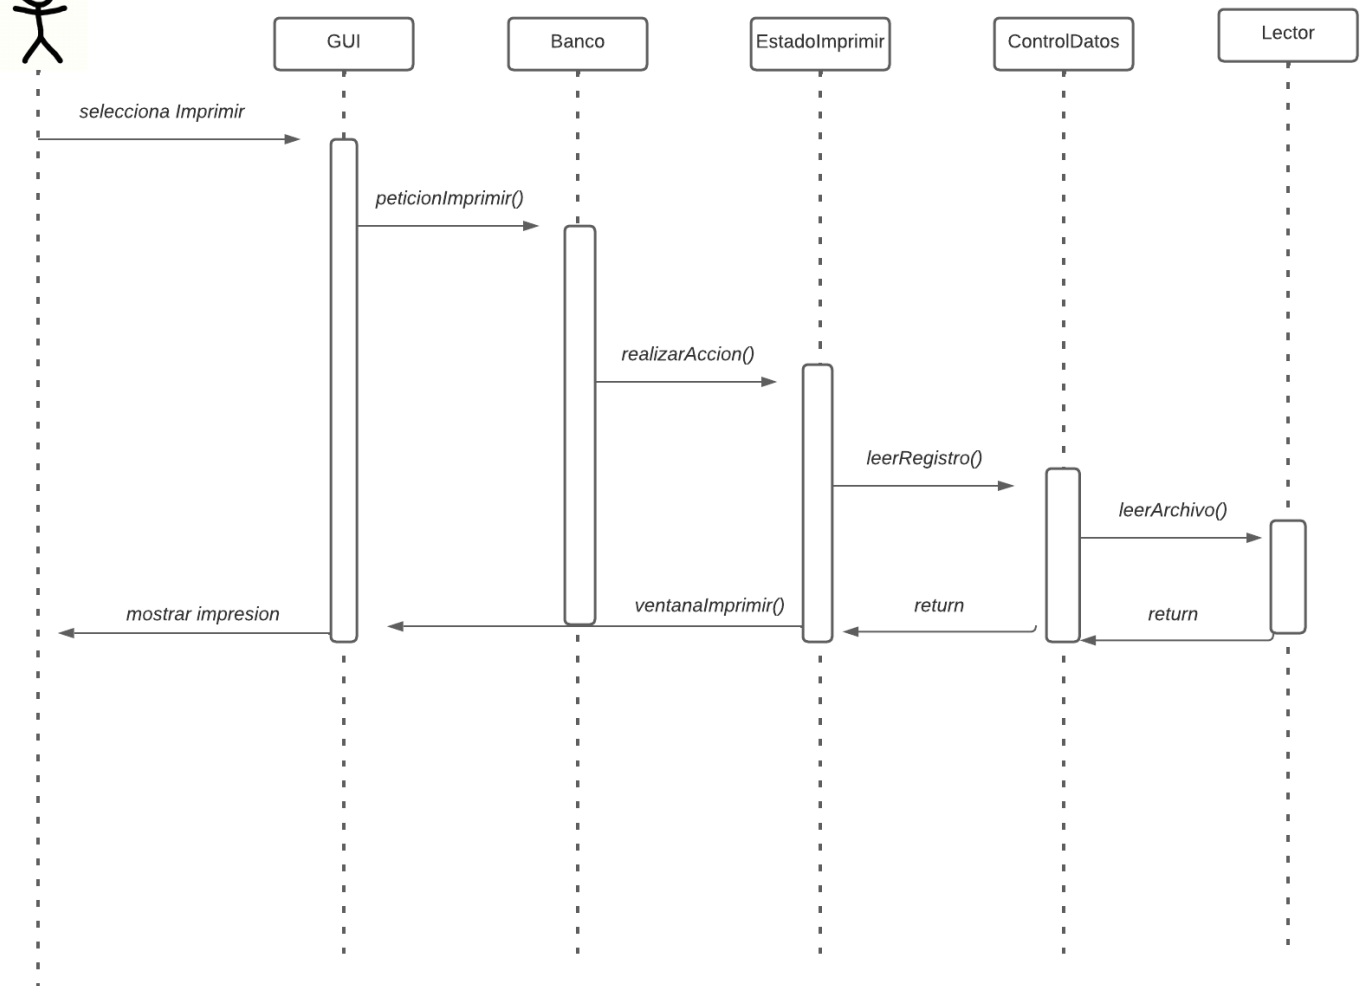 GUI
Banco
EstadoImprimir
ControlDatos
Lector
selecciona Imprimir
peticionImprimir()
realizarAccion()
leerRegistro()
leerArchivo()
mostrar impresion
ventanaImprimir()
return
return